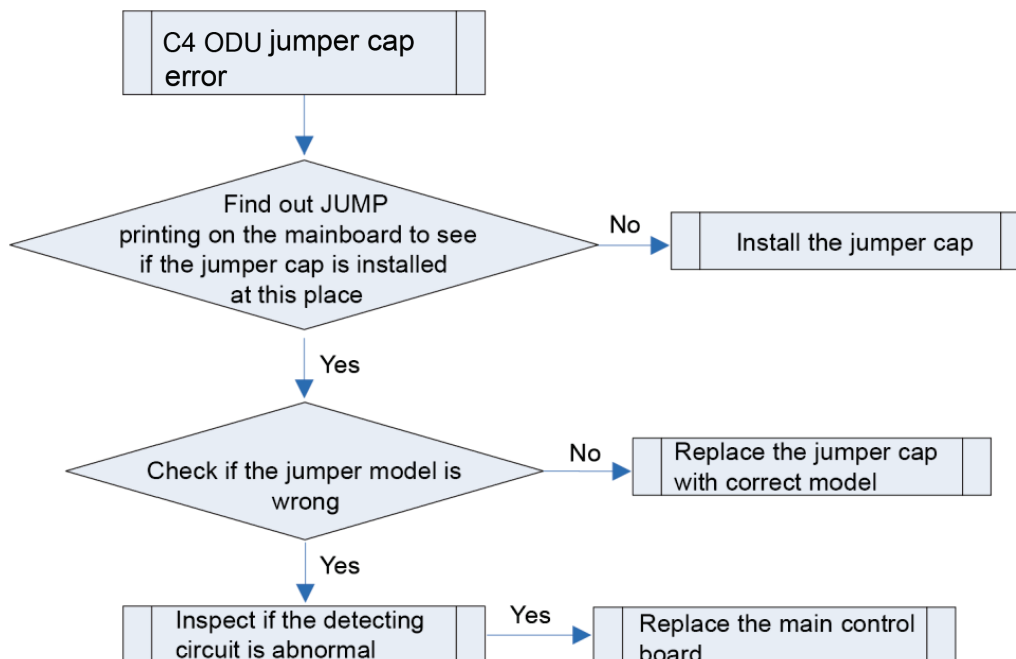 C4 ODU jumper cap
error
Find out JUMP
printing on the mainboard to see
if the jumper cap is installed
at this place
No
Install the jumper cap
Yes
Check if the jumper model is
wrong
No
Replace the jumper cap
with correct model
Yes
Inspect if the detecting
circuit is abnormal
Yes
Replace the main control
board